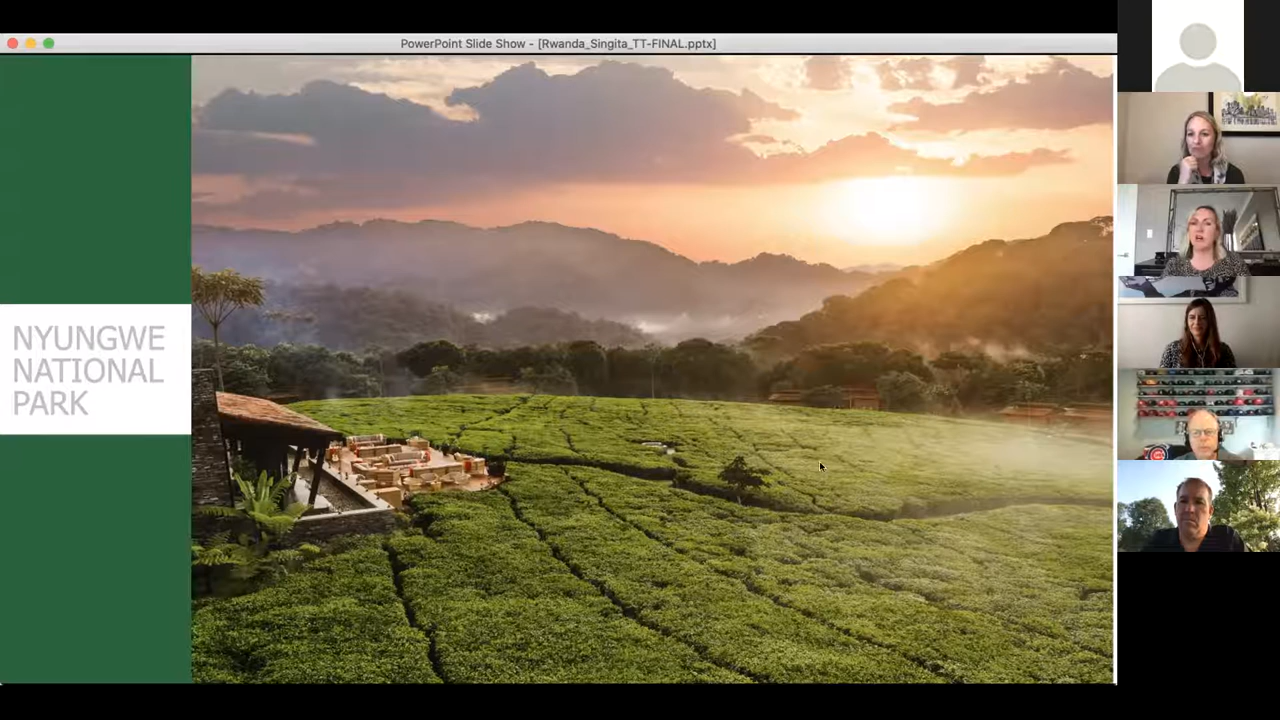 PowerPoint Slide Show - [Rwanda_Singita_TT-FINAL.pptx]
NYUNGWE
NATIONAL
PARK